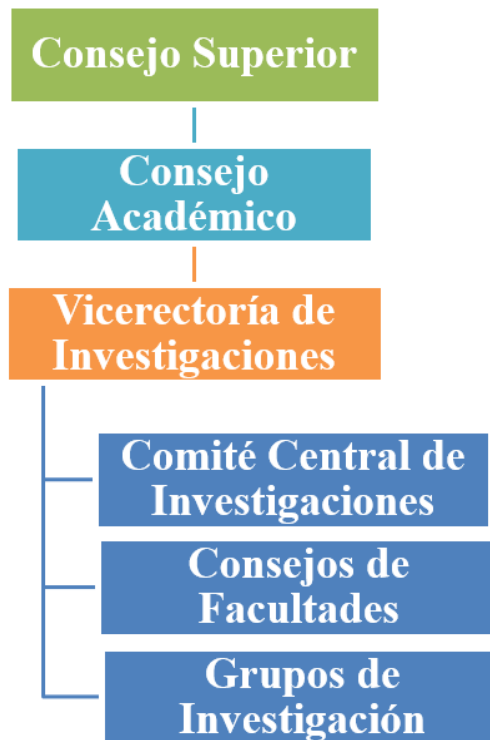 Consejo Superior
Consejo
Académico
Vicerectoría de
Investigaciones
Comité Central de
Investigaciones
Consejos de
Facultades
Grupos de
Investigación